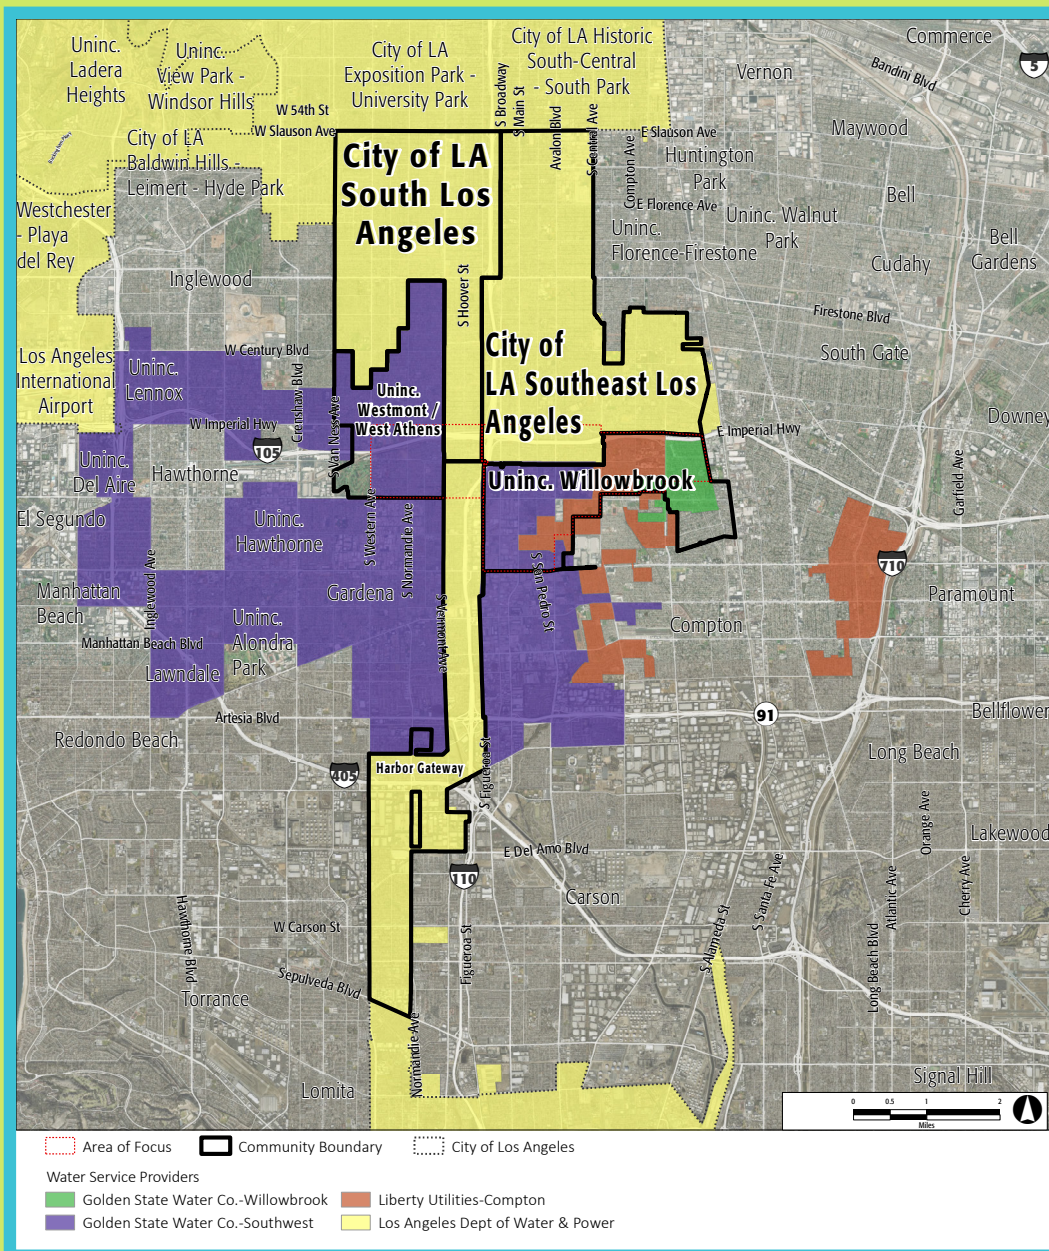 Uninc.
Ladera
Heights
Uninc.
View Park -
Windsor Hills
City of LA
Exposition Park -
University Park
City of LA Historic
South-Central
- South Park
Commerce
5
Bandini Blvd
Vernon
W 54th St
W Slauson Ave
S Broadway
S Main St
Avalon Blvd
S Central Ave
Compton Ave
E Slauson Ave
Maywood
City of LA
Baldwin Hills -
Leimert - Hyde Park
City of LA
South Los
Angeles
Huntington
Park
E Florence Ave
Bell
Westchester
- Playa
del Rey
Uninc.
Florence-Firestone
Uninc. Walnut
Park
Bell
Gardens
Cudahy
Inglewood
S Hoover St
Firestone Blvd
W Century Blvd
City of
LA Southeast Los
Angeles
South Gate
Los Angeles
International
Airport
Uninc.
Lennox
Crenshaw Blvd
S Van Ness Ave
Uninc.
Westmont /
West Athens
Downey
W Imperial Hwy
105
E Imperial Hwy
Uninc.
Del Aire
Hawthorne
Uninc. Willowbrook
Garfield Ave
El Segundo
Uninc.
Hawthorne
S Western Ave
S Normandie Ave
S San Pedro St
710
Manhattan
Beach
Inglewood Ave
Gardena
Paramount
Uninc.
Alondra
Park
S Vermont Ave
Compton
Manhattan Beach Blvd
Lawndale
Artesia Blvd
91
Bellflower
Redondo Beach
Long Beach
405
Harbor Gateway
S Figueroa St
Orange Ave
Lakewood
E Del Amo Blvd
110
Carson
S Santa Fe Ave
Atlantic Ave
Cherry Ave
Hawthorne Blvd
W Carson St
Figueroa St
S Alameda St
Long Beach Blvd
Sepulveda Blvd
Torrance
Normandie Ave
Lomita
Signal Hill
0 0.5 1 2
Miles
Area of Focus
Community Boundary
City of Los Angeles
Water Service Providers
Golden State Water Co.-Willowbrook
Liberty Utilities-Compton
Golden State Water Co.-Southwest
Los Angeles Dept of Water & Power